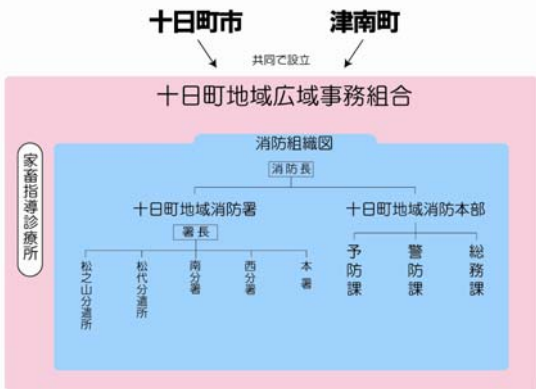 十日町市
津南町
共同で設立
十日町地域広域事務組合
家畜指導診療所
消防組織図
消防長
十日町地域消防署
十日町地域消防本部
署長
松之山分遣所
松代分遣所
南分署
西分署
本署
予防課
警防課
総務課